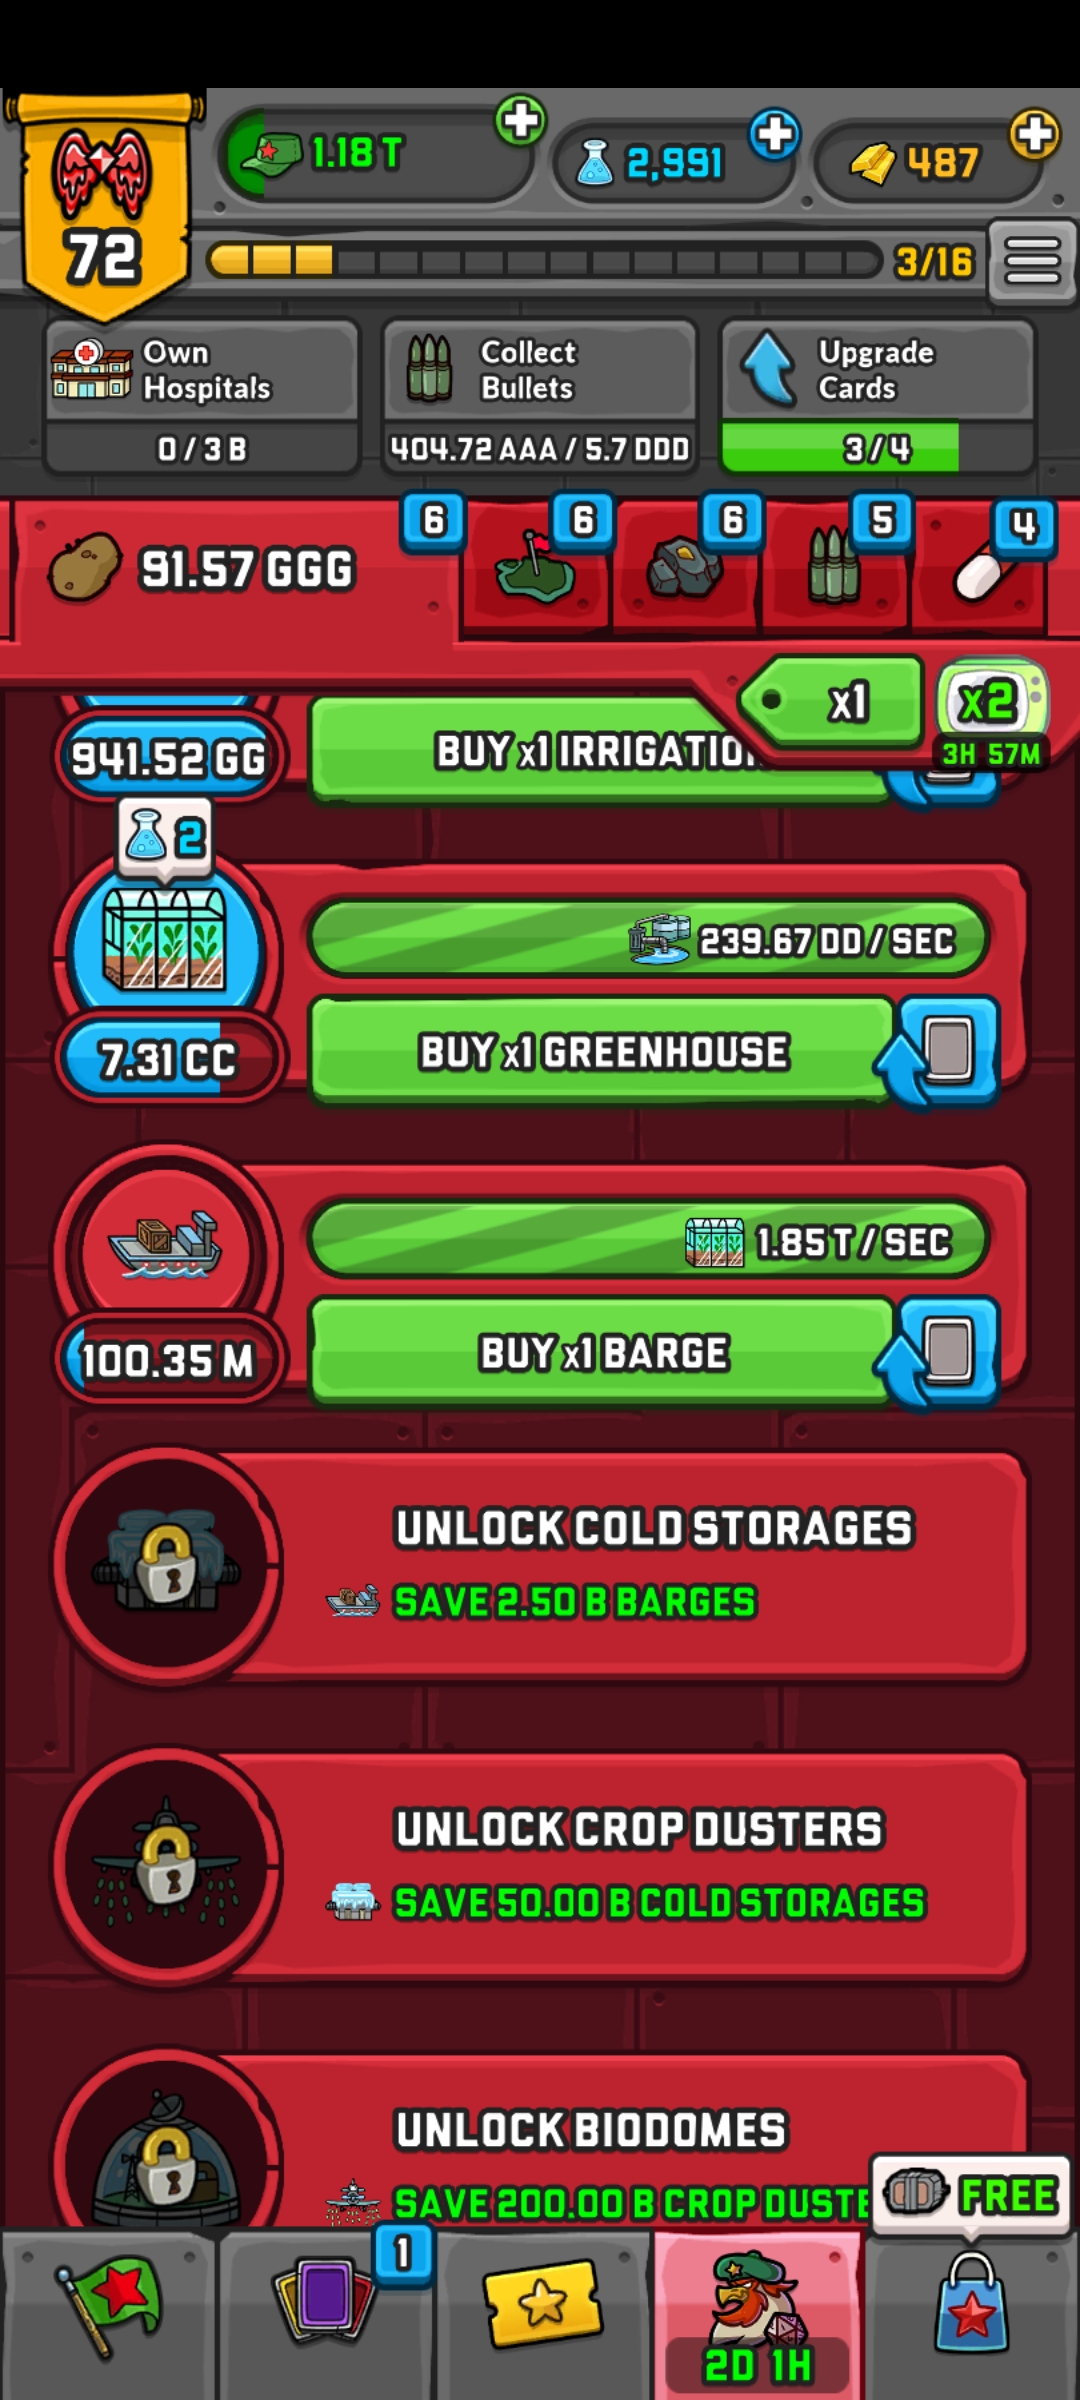 1.18 T
2,991
487
72
3/16
Own
Hospitals
0 / 3 B
Collect
Bullets
404.72 AAA / 5.7 DDD
Upgrade
Cards
3 / 4
91.57 GGG
6
6
6
5
4
x1
x2
3H 57M
941.52 GG
BUY x1 IRRIGATIO
2
239.67 DD / SEC
7.31 CC
BUY x1 GREENHOUSE
1.85 T / SEC
100.35 M
BUY x1 BARGE
UNLOCK COLD STORAGES
SAVE 2.50 B BARGES
UNLOCK CROP DUSTERS
SAVE 50.00 B COLD STORAGES
UNLOCK BIODOMES
SAVE 200.00 B CROP DUSTE
FREE
1
2D 1H